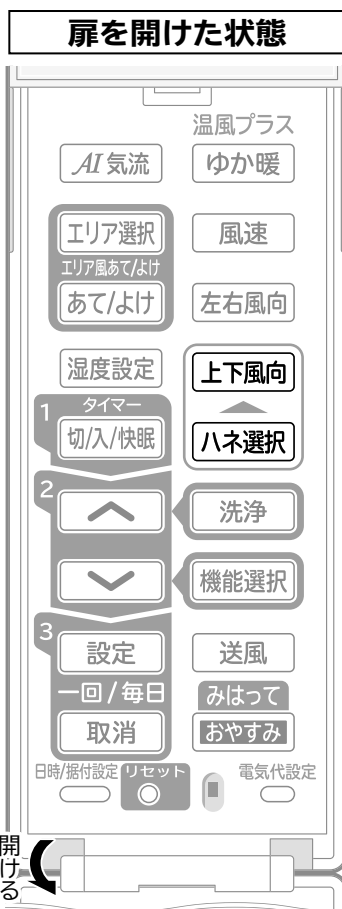 扉を開けた状態
温風プラス
AI 気流
ゆか暖
エリア選択
風速
エリア風あて/よけ
あて/よけ
左右風向
湿度設定
上下風向
1
タイマー
切/入/快眠
ハネ選択
2
洗浄
機能選択
3
設定
送風
一回/毎日
みはって
取消
おやすみ
日時/据付設定
リセット
電気代設定
開ける